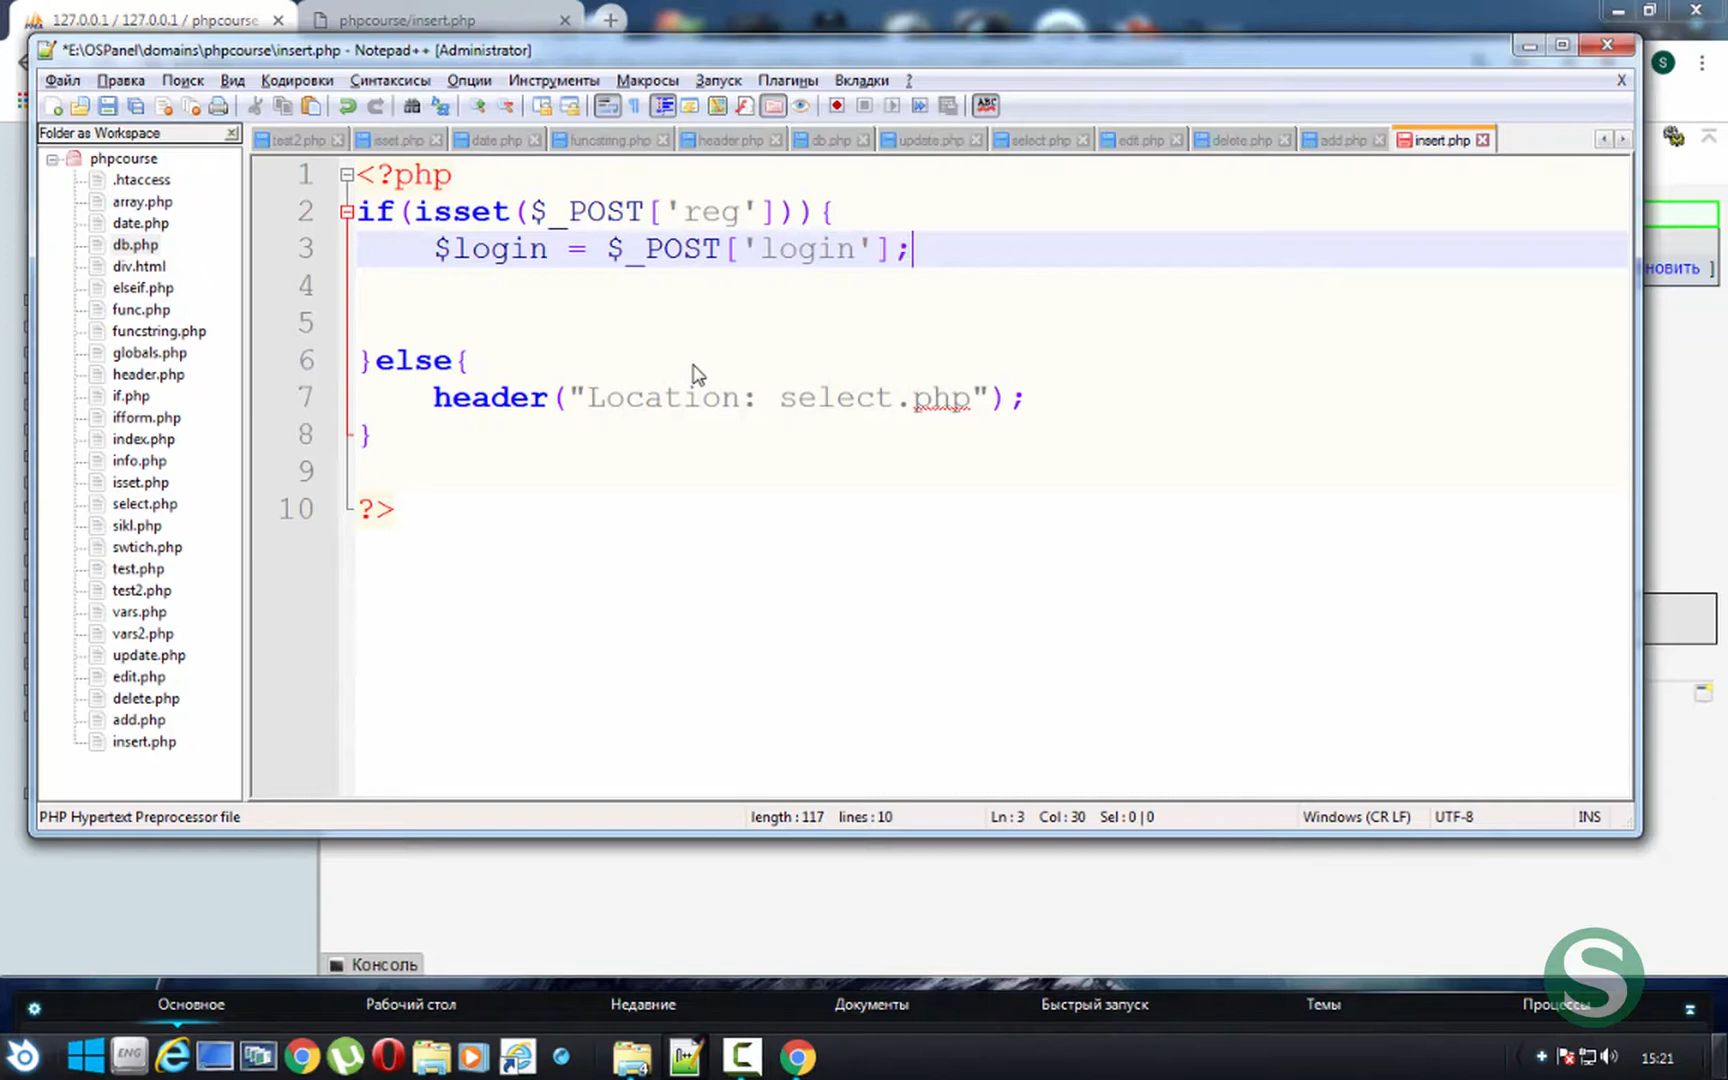 127.0.0.1 / 127.0.0.1 / phpcourse
phpcourse/insert.php
*E:\OSPanel\domains\phpcourse\insert.php - Notepad++ [Administrator]
Файл Правка Поиск Вид Кодировки Синтаксисы Опции Инструменты Макросы Запуск Плагины Вкладки ? X
Folder as Workspace
test2.php isset.php date.php funcstring.php header.php db.php update.php select.php edit.php delete.php add.php insert.php
phpcourse
.htaccess
array.php
date.php
db.php
div.html
elseif.php
func.php
funcstring.php
globals.php
header.php
if.php
ifform.php
index.php
info.php
isset.php
select.php
sikl.php
swtich.php
test.php
test2.php
vars.php
vars2.php
update.php
edit.php
delete.php
add.php
insert.php
1 <?php
2 if(isset($_POST['reg'])){
3 $login = $_POST['login'];
4
5
6 }else{
7 header("Location: select.php");
8 }
9
10 ?>
новить ]
PHP Hypertext Preprocessor file
length : 117 lines : 10
Ln : 3 Col : 30 Sel : 0 | 0
Windows (CR LF)
UTF-8
INS
Консоль
S
Основное Рабочий стол Недавние Документы Быстрый запуск Темы Процессы
ENG
15:21